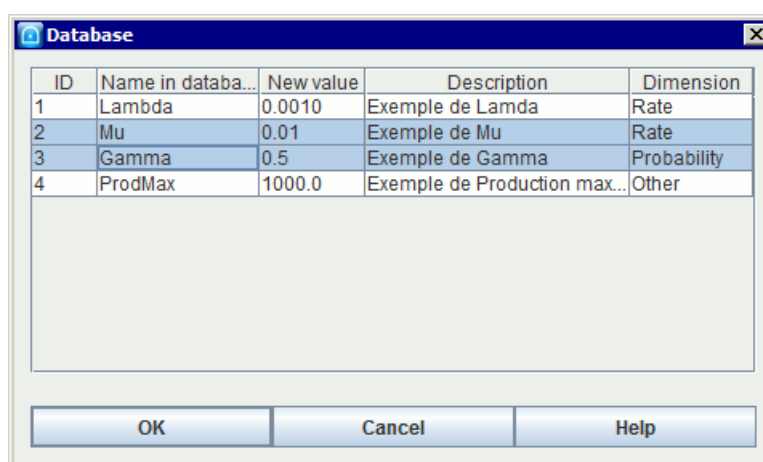 Database
ID Name in databa... New value Description Dimension
1 Lambda 0.0010 Exemple de Lamda Rate
2 Mu 0.01 Exemple de Mu Rate
3 Gamma 0.5 Exemple de Gamma Probability
4 ProdMax 1000.0 Exemple de Production max... Other
OK Cancel Help